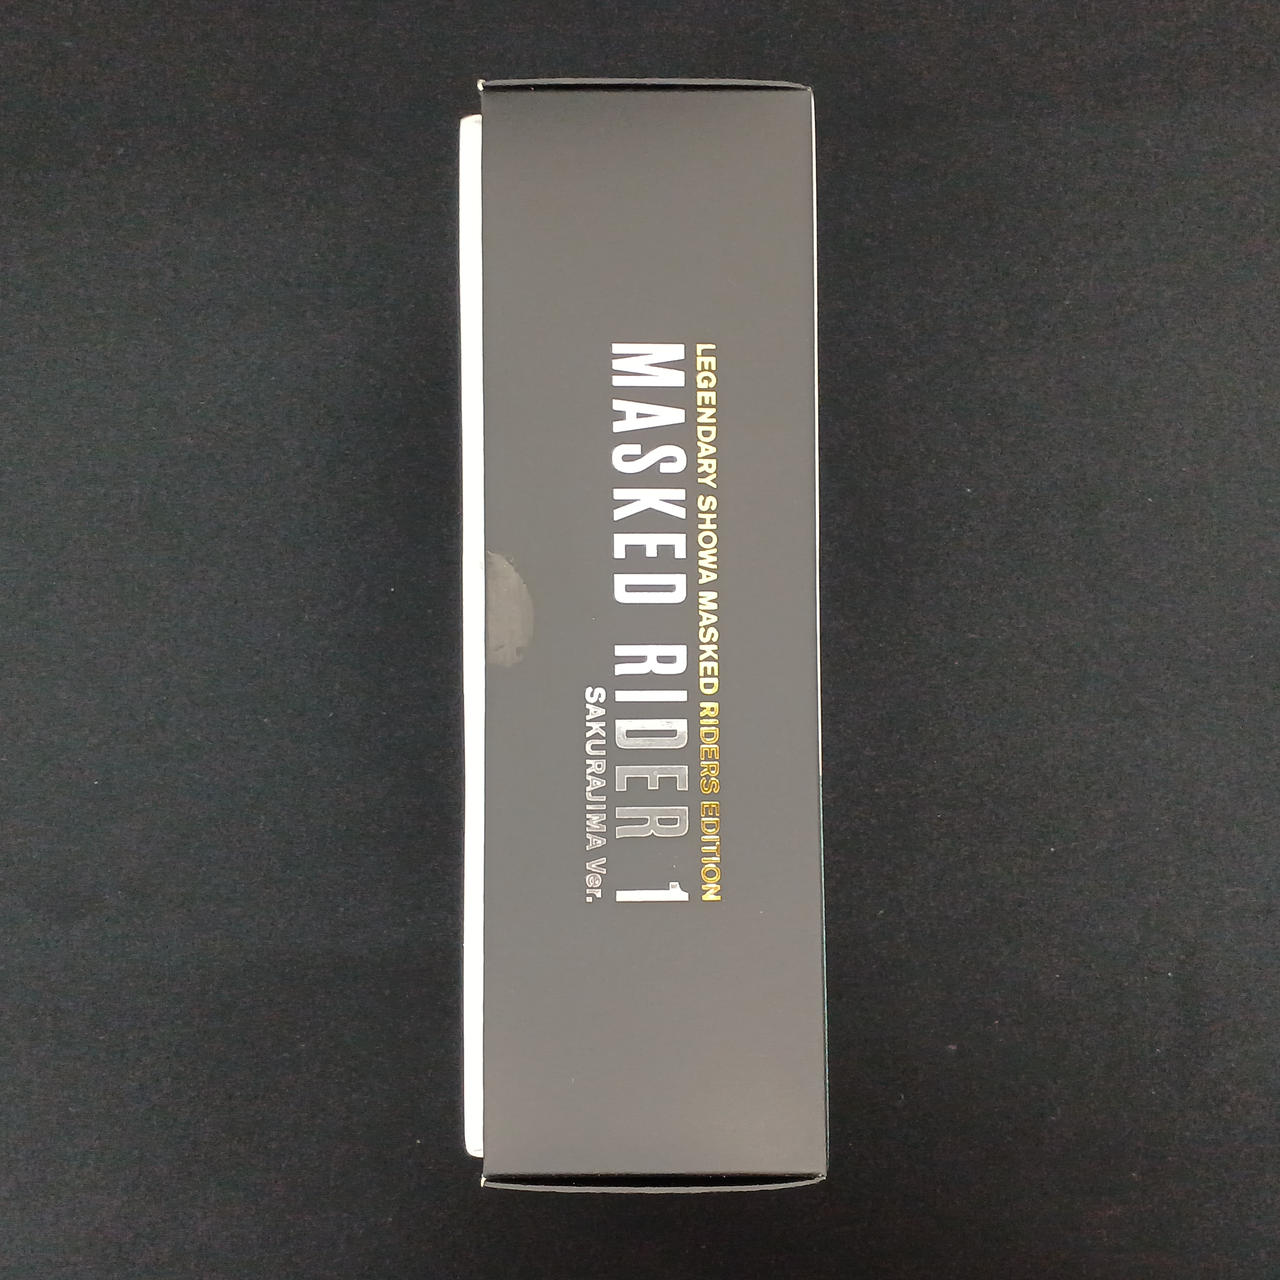 LEGENDARY SHOWA MASKED RIDERS EDITION
MASKED RIDER 1
SAKURAJIMA Ver.